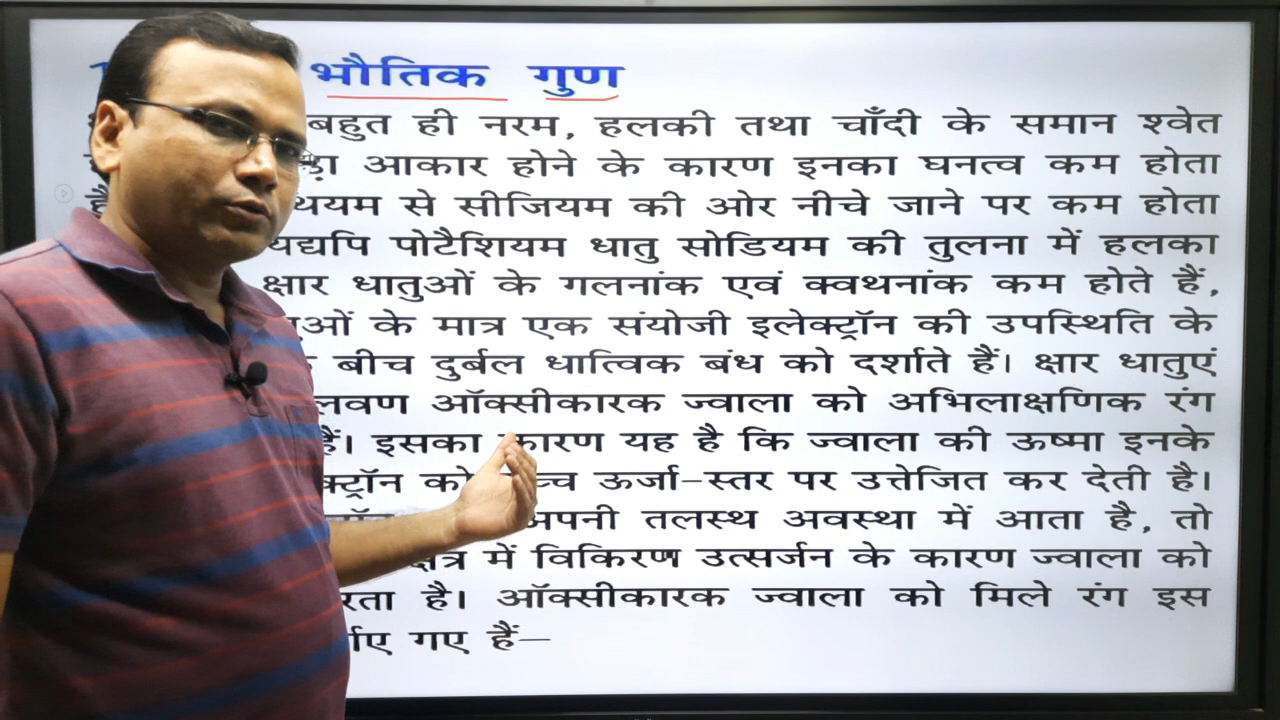 भौतिक गुण
बहुत ही नरम, हलकी तथा चाँदी के समान श्वेत
आकार होने के कारण इनका घनत्व कम होता
से सीजियम की ओर नीचे जाने पर कम होता
यद्यपि पोटैशियम धातु सोडियम की तुलना में हलका
क्षार धातुओं के गलनांक एवं क्वथनांक कम होते हैं,
के मात्र एक संयोजी इलेक्ट्रॉन की उपस्थिति के
बीच दुर्बल धात्विक बंध को दर्शाते हैं। क्षार धातुएं
लवण ऑक्सीकारक ज्वाला को अभिलाक्षणिक रंग
हैं। इसका कारण यह है कि ज्वाला की ऊष्मा इनके
को ऊर्जा-स्तर पर उत्तेजित कर देती है।
अपनी तलस्थ अवस्था में आता है, तो
में विकिरण उत्सर्जन के कारण ज्वाला को
है। ऑक्सीकारक ज्वाला को मिले रंग इस
गए हैं–